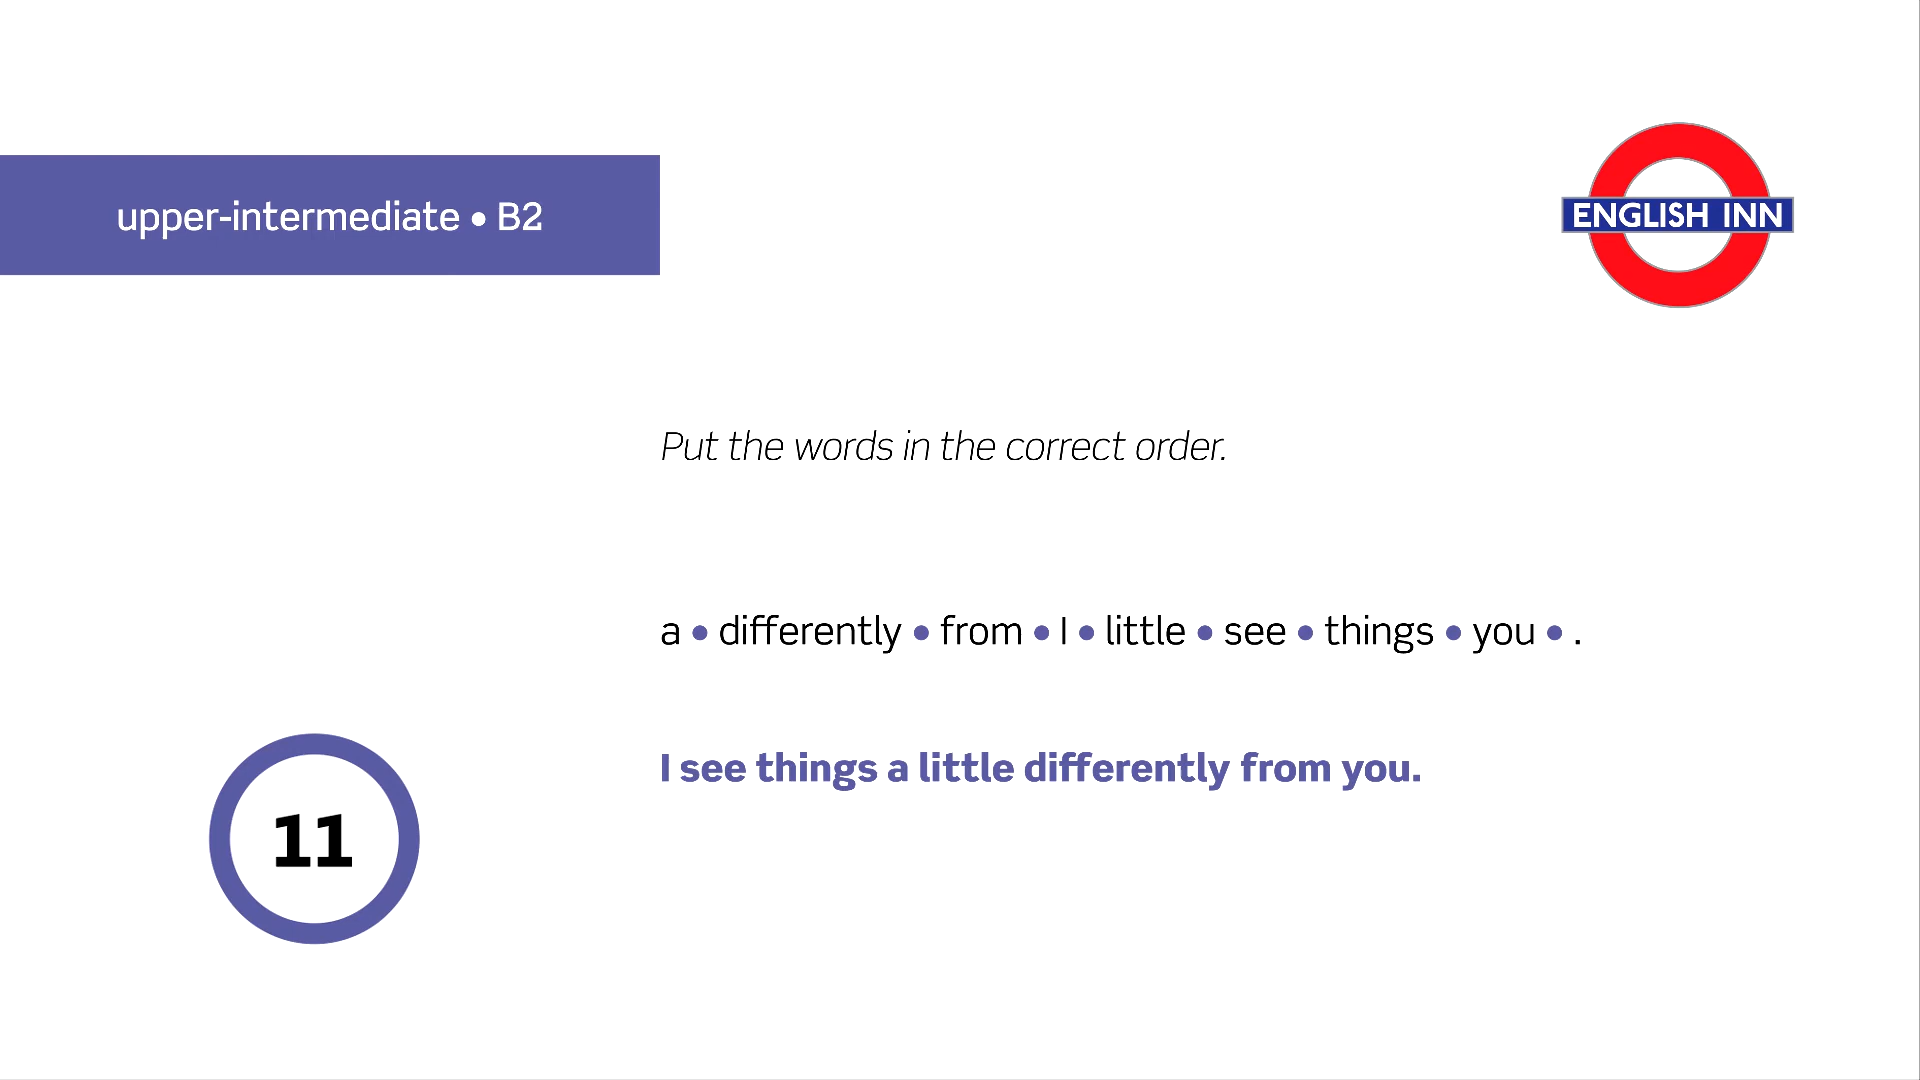 upper-intermediate • B2
ENGLISH INN
Put the words in the correct order.
a • differently • from • I • little • see • things • you • .
I see things a little differently from you.
11